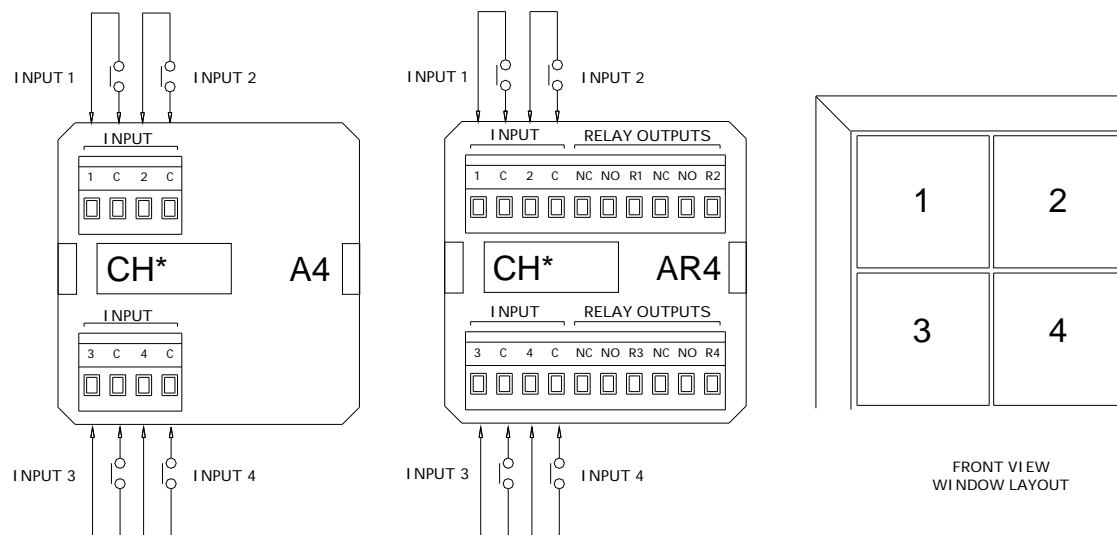 INPUT 1
INPUT 2
INPUT
1 C 2 C
CH*
A4
INPUT
3 C 4 C
INPUT 3
INPUT 4
INPUT 1
INPUT 2
INPUT RELAY OUTPUTS
1 C 2 C NC NO R1 NC NO R2
CH*
AR4
INPUT RELAY OUTPUTS
3 C 4 C NC NO R3 NC NO R4
INPUT 3
INPUT 4
1 2
3 4
FRONT VIEW
WINDOW LAYOUT